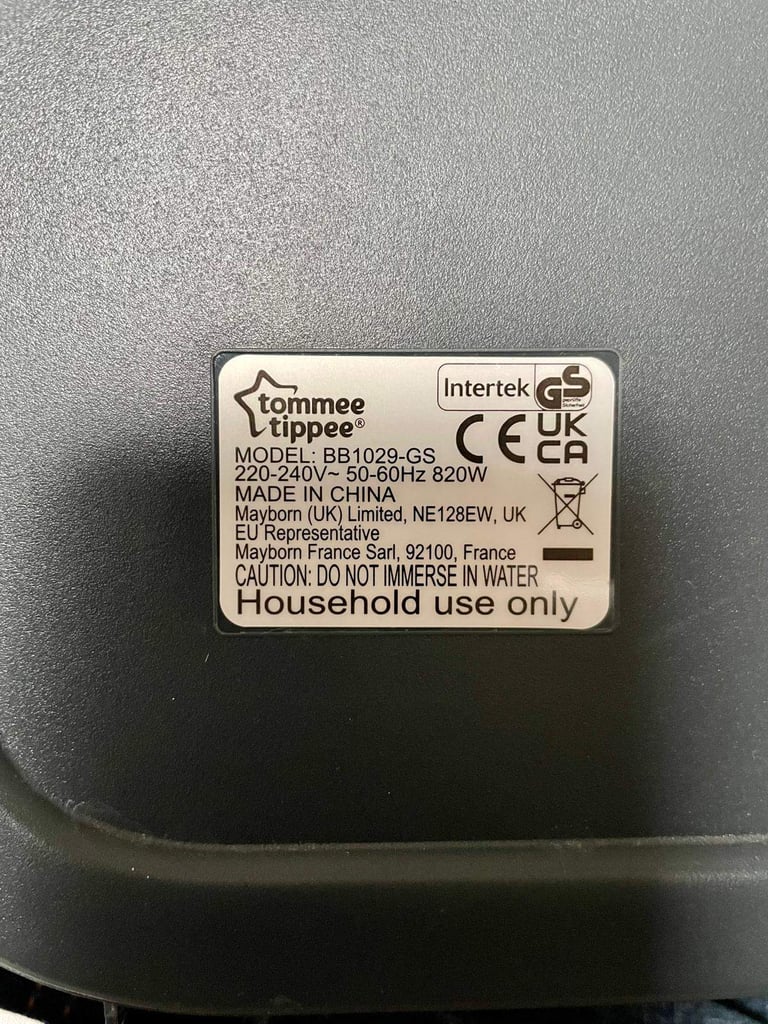 tommee
tippee®
Intertek
GS
geprüfte
Sicherheit
CE
UK
CA
MODEL: BB1029-GS
220-240V~ 50-60Hz 820W
MADE IN CHINA
Mayborn (UK) Limited, NE128EW, UK
EU Representative
Mayborn France Sarl, 92100, France
CAUTION: DO NOT IMMERSE IN WATER
Household use only